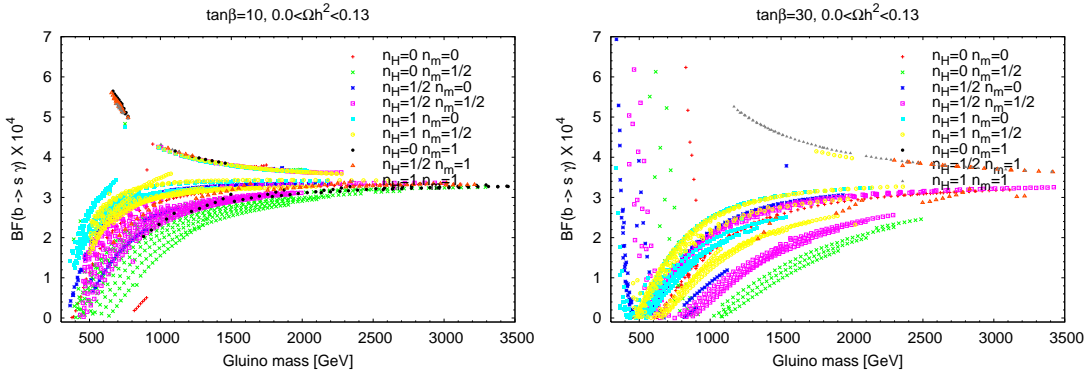 tanβ=10, 0.0<Ωh²<0.13
BF(b -> s γ) X 10⁴
7
6
5
4
3
2
1
0
n_H=0 n_m=0
n_H=0 n_m=1/2
n_H=1/2 n_m=0
n_H=1/2 n_m=1/2
n_H=1 n_m=0
n_H=1 n_m=1/2
n_H=0 n_m=1
n_H=1/2 n_m=1
n_H=1 n_m=1
500 1000 1500 2000 2500 3000 3500
Gluino mass [GeV]
tanβ=30, 0.0<Ωh²<0.13
BF(b -> s γ) X 10⁴
7
6
5
4
3
2
1
0
n_H=0 n_m=0
n_H=0 n_m=1/2
n_H=1/2 n_m=0
n_H=1/2 n_m=1/2
n_H=1 n_m=0
n_H=1 n_m=1/2
n_H=0 n_m=1
n_H=1/2 n_m=1
n_H=1 n_m=1
500 1000 1500 2000 2500 3000 3500
Gluino mass [GeV]